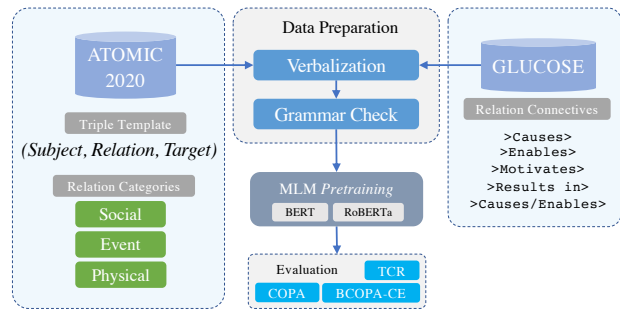 ATOMIC
2020
Triple Template
(Subject, Relation, Target)
Relation Categories
Social
Event
Physical
Data Preparation
Verbalization
Grammar Check
MLM Pretraining
BERT
RoBERTa
Evaluation
TCR
COPA
BCOPA-CE
GLUCOSE
Relation Connectives
>Causes>
>Enables>
>Motivates>
>Results in>
>Causes/Enables>